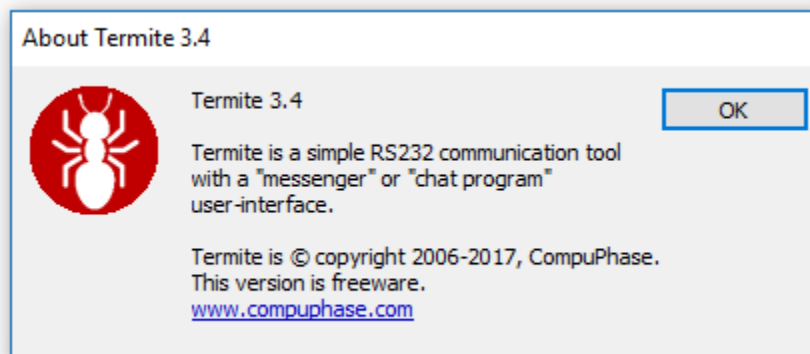 About Termite 3.4
Termite 3.4
OK
Termite is a simple RS232 communication tool
with a "messenger" or "chat program"
user-interface.
Termite is © copyright 2006-2017, CompuPhase.
This version is freeware.
www.compuphase.com